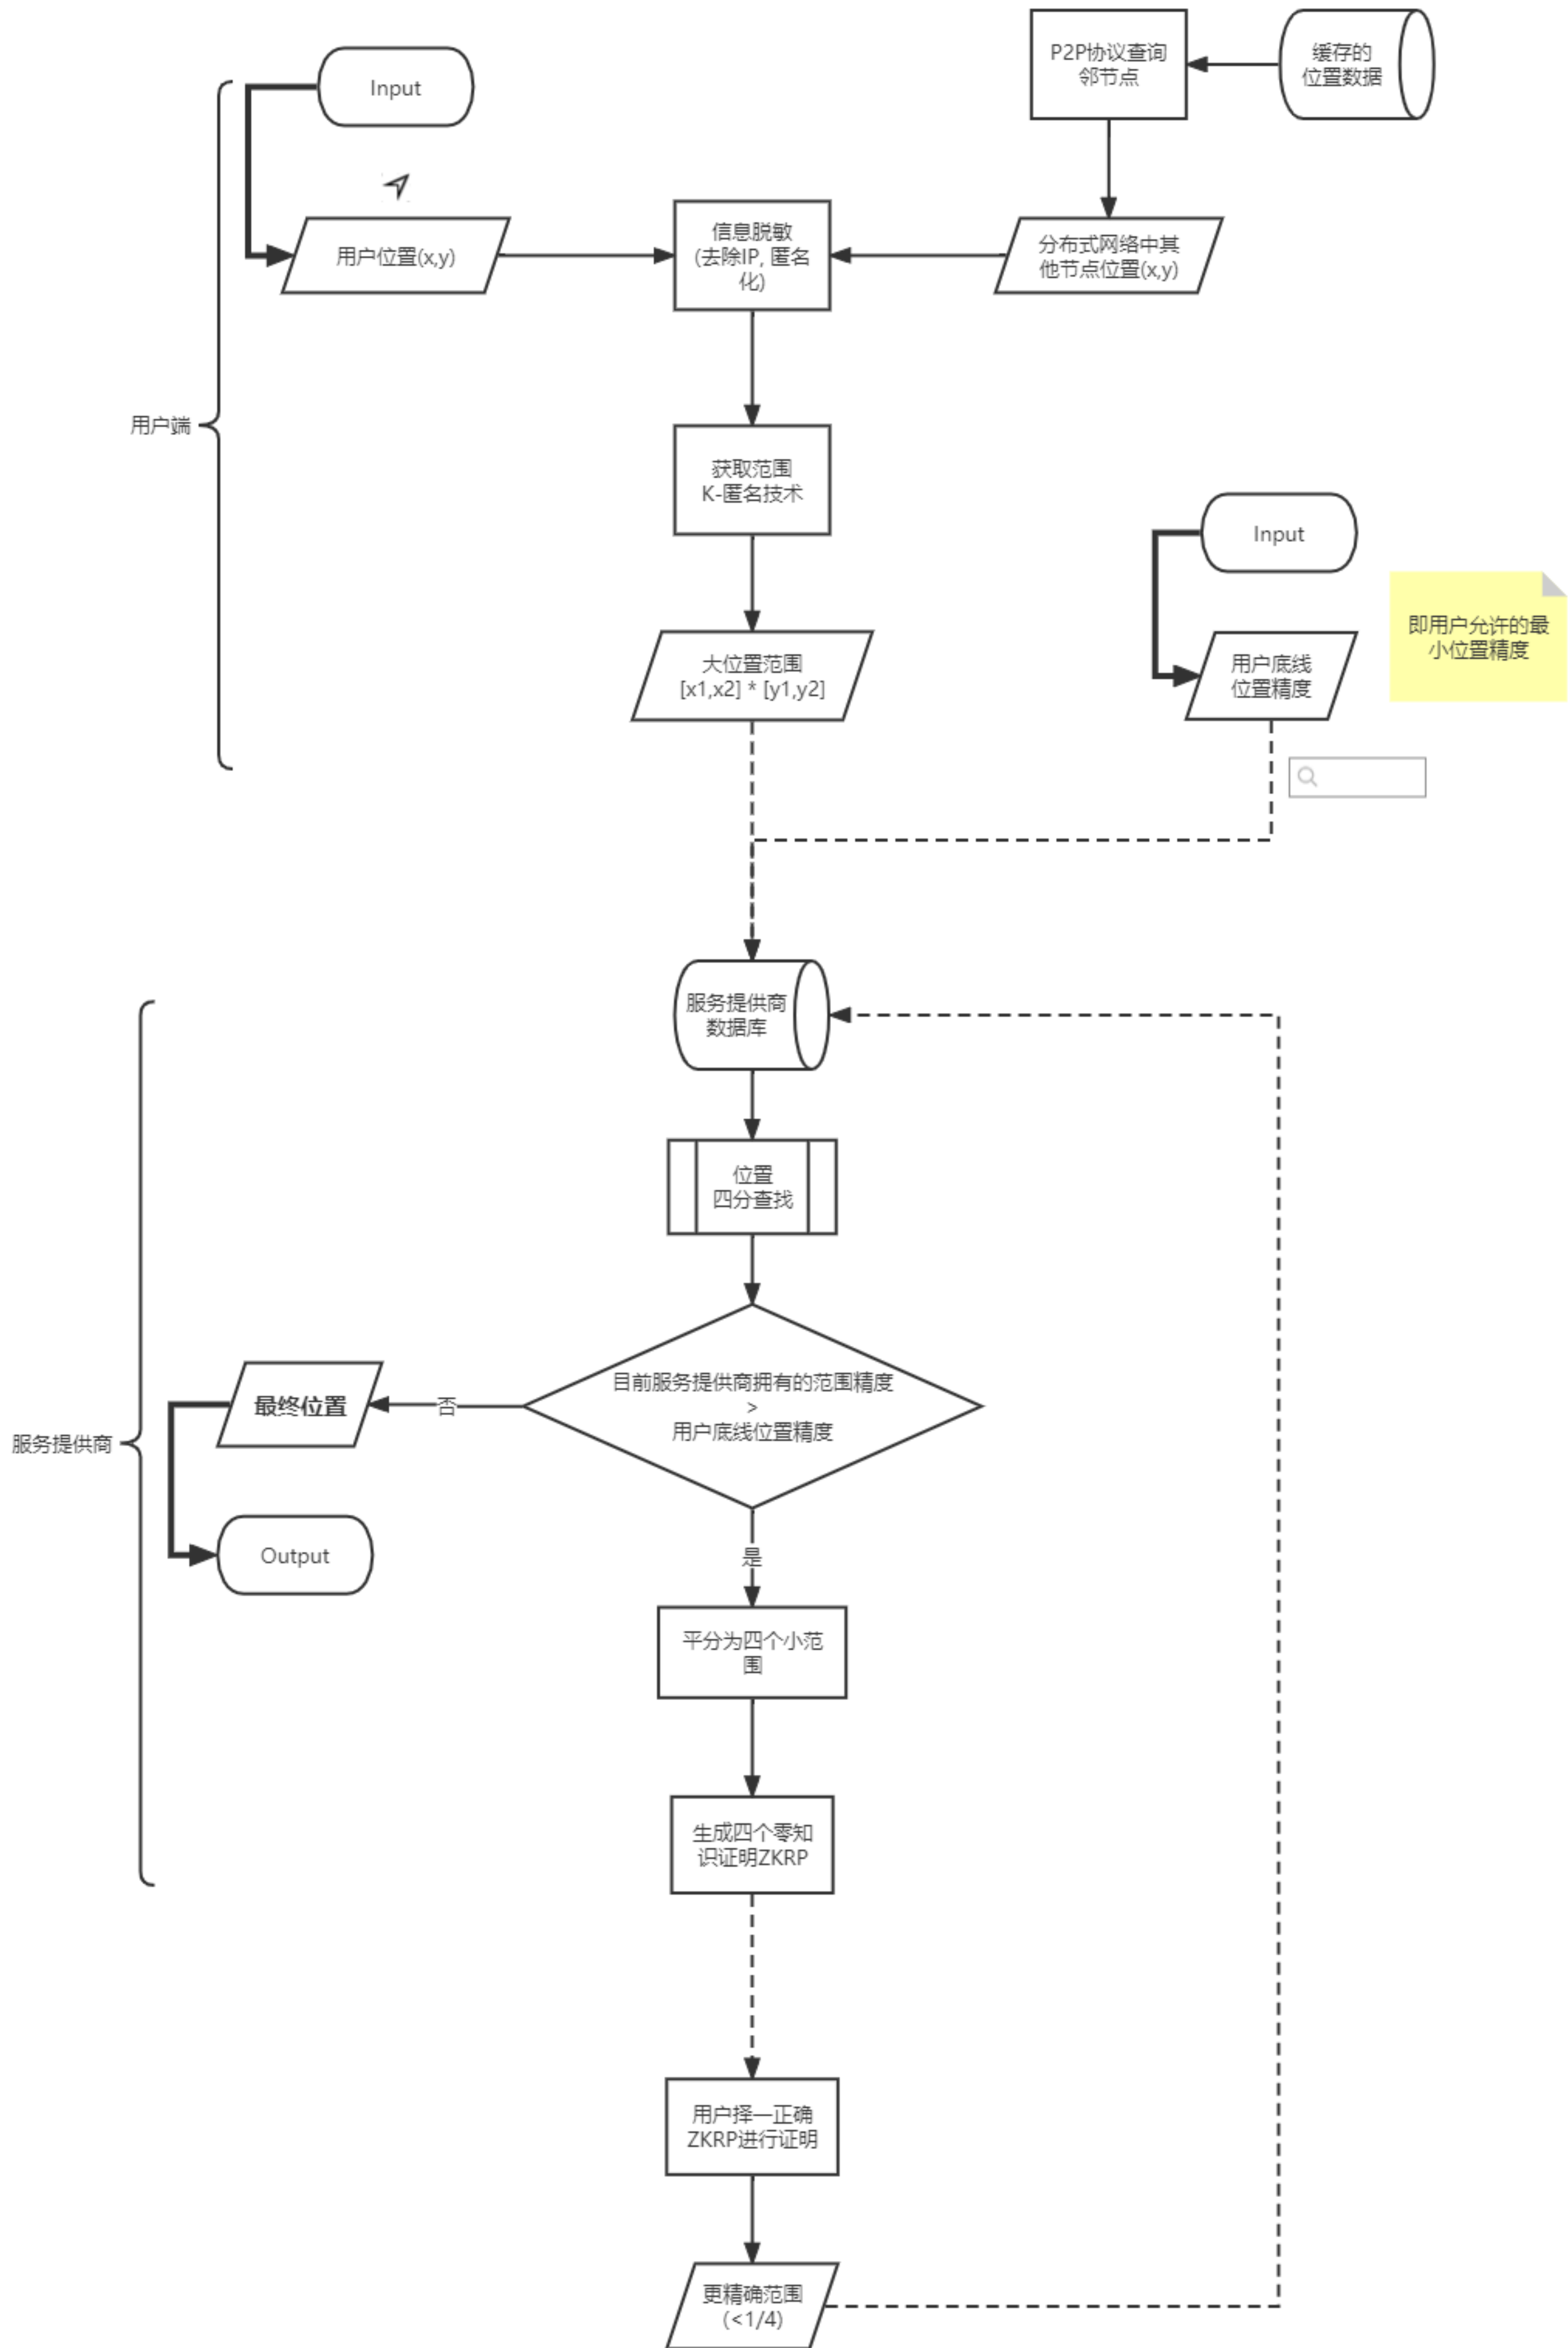 P2P协议查询
邻节点
缓存的
位置数据
Input
用户位置(x,y)
信息脱敏
(去除IP, 匿名
化)
分布式网络中其
他节点位置(x,y)
用户端
获取范围
K-匿名技术
Input
即用户允许的最
小位置精度
大位置范围
[x1,x2] * [y1,y2]
用户底线
位置精度
服务提供商
数据库
位置
四分查找
目前服务提供商拥有的范围精度
>
用户底线位置精度
否
最终位置
服务提供商
Output
是
平分为四个小范
围
生成四个零知
识证明ZKRP
用户择一正确
ZKRP进行证明
更精确范围
(<1/4)